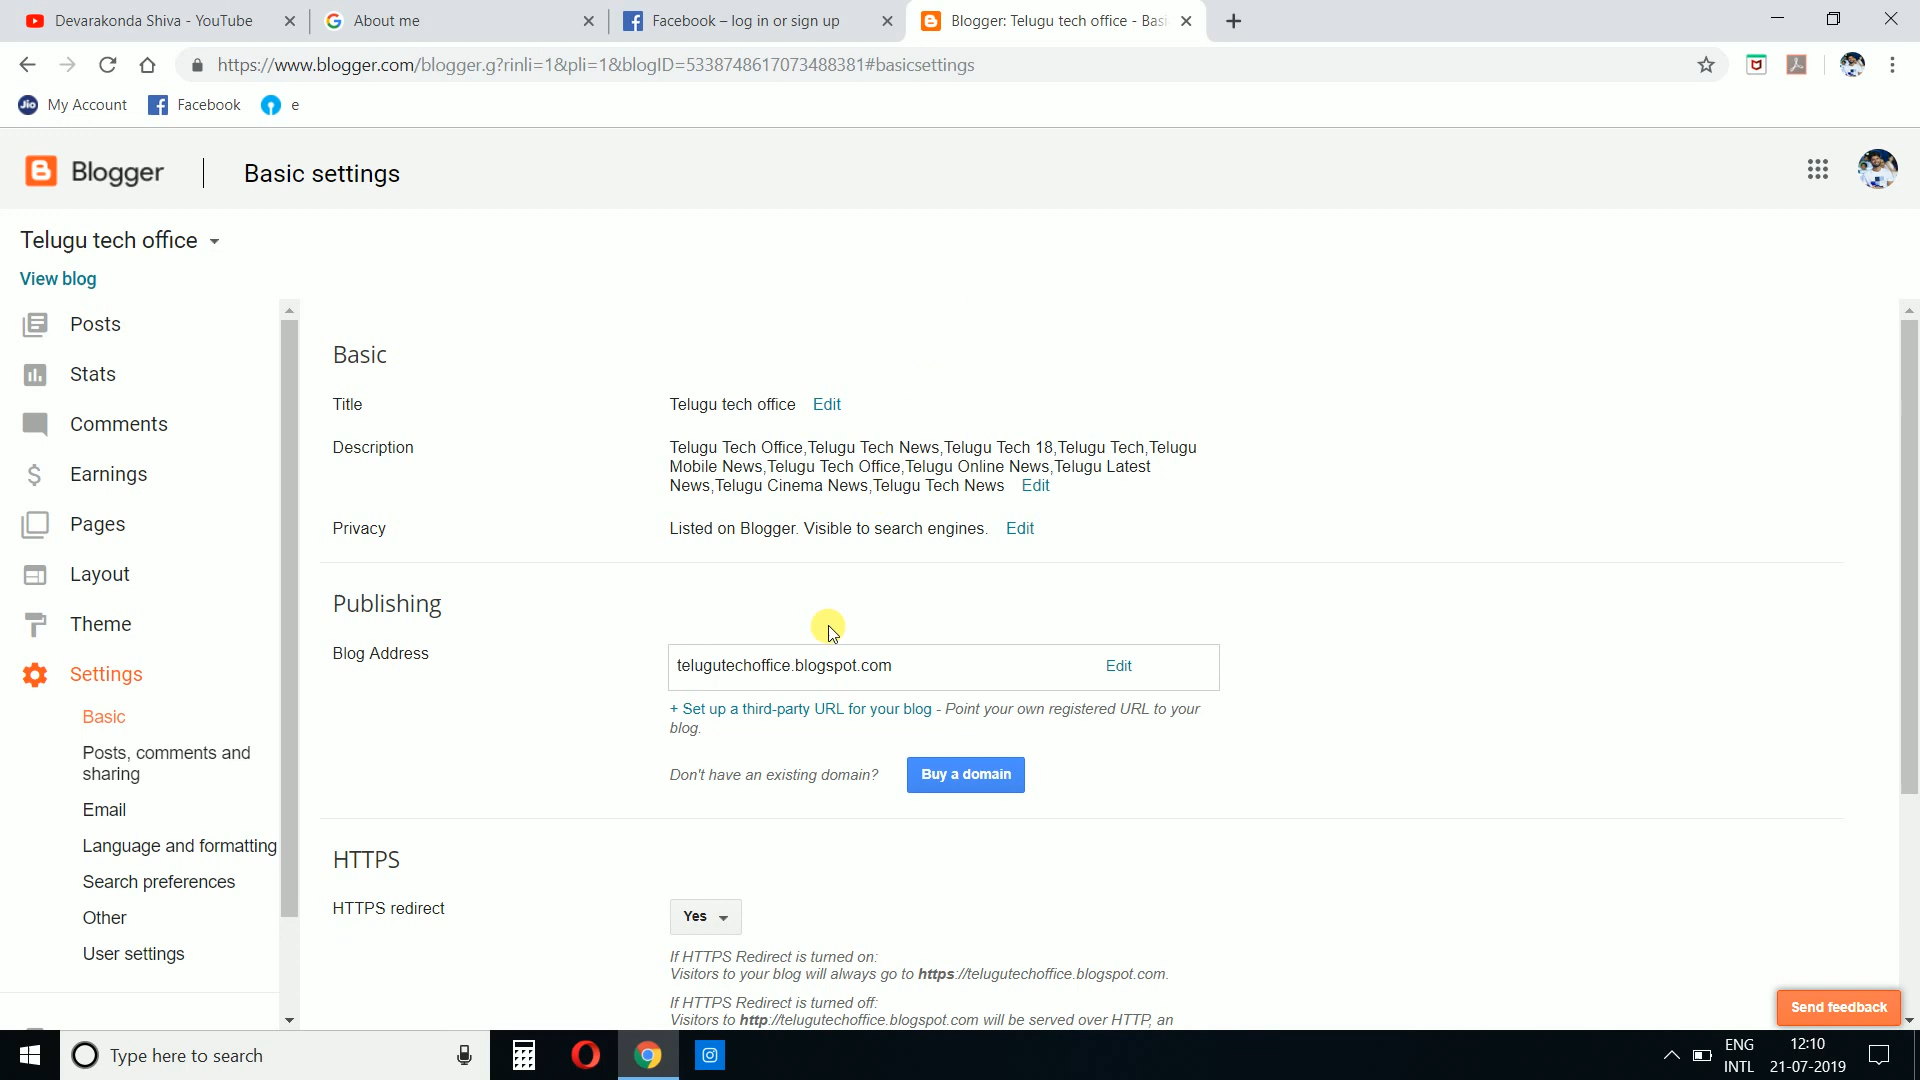 Devarakonda Shiva - YouTube
About me
Facebook – log in or sign up
Blogger: Telugu tech office - Basi
https://www.blogger.com/blogger.g?rinli=1&pli=1&blogID=5338748617073488381#basicsettings
Jio
My Account
Facebook
e
Blogger
Basic settings
Telugu tech office
View blog
Posts
Stats
Comments
Earnings
Pages
Layout
Theme
Settings
Basic
Posts, comments and
sharing
Email
Language and formatting
Search preferences
Other
User settings
Basic
Title
Telugu tech office Edit
Description
Telugu Tech Office,Telugu Tech News,Telugu Tech 18,Telugu Tech,Telugu
Mobile News,Telugu Tech Office,Telugu Online News,Telugu Latest
News,Telugu Cinema News,Telugu Tech News Edit
Privacy
Listed on Blogger. Visible to search engines. Edit
Publishing
Blog Address
telugutechoffice.blogspot.com Edit
+ Set up a third-party URL for your blog - Point your own registered URL to your
blog.
Don't have an existing domain? Buy a domain
HTTPS
HTTPS redirect
Yes
If HTTPS Redirect is turned on:
Visitors to your blog will always go to https://telugutechoffice.blogspot.com.
If HTTPS Redirect is turned off:
Visitors to http://telugutechoffice.blogspot.com will be served over HTTP, an
Send feedback
Type here to search
ENG
INTL
12:10
21-07-2019